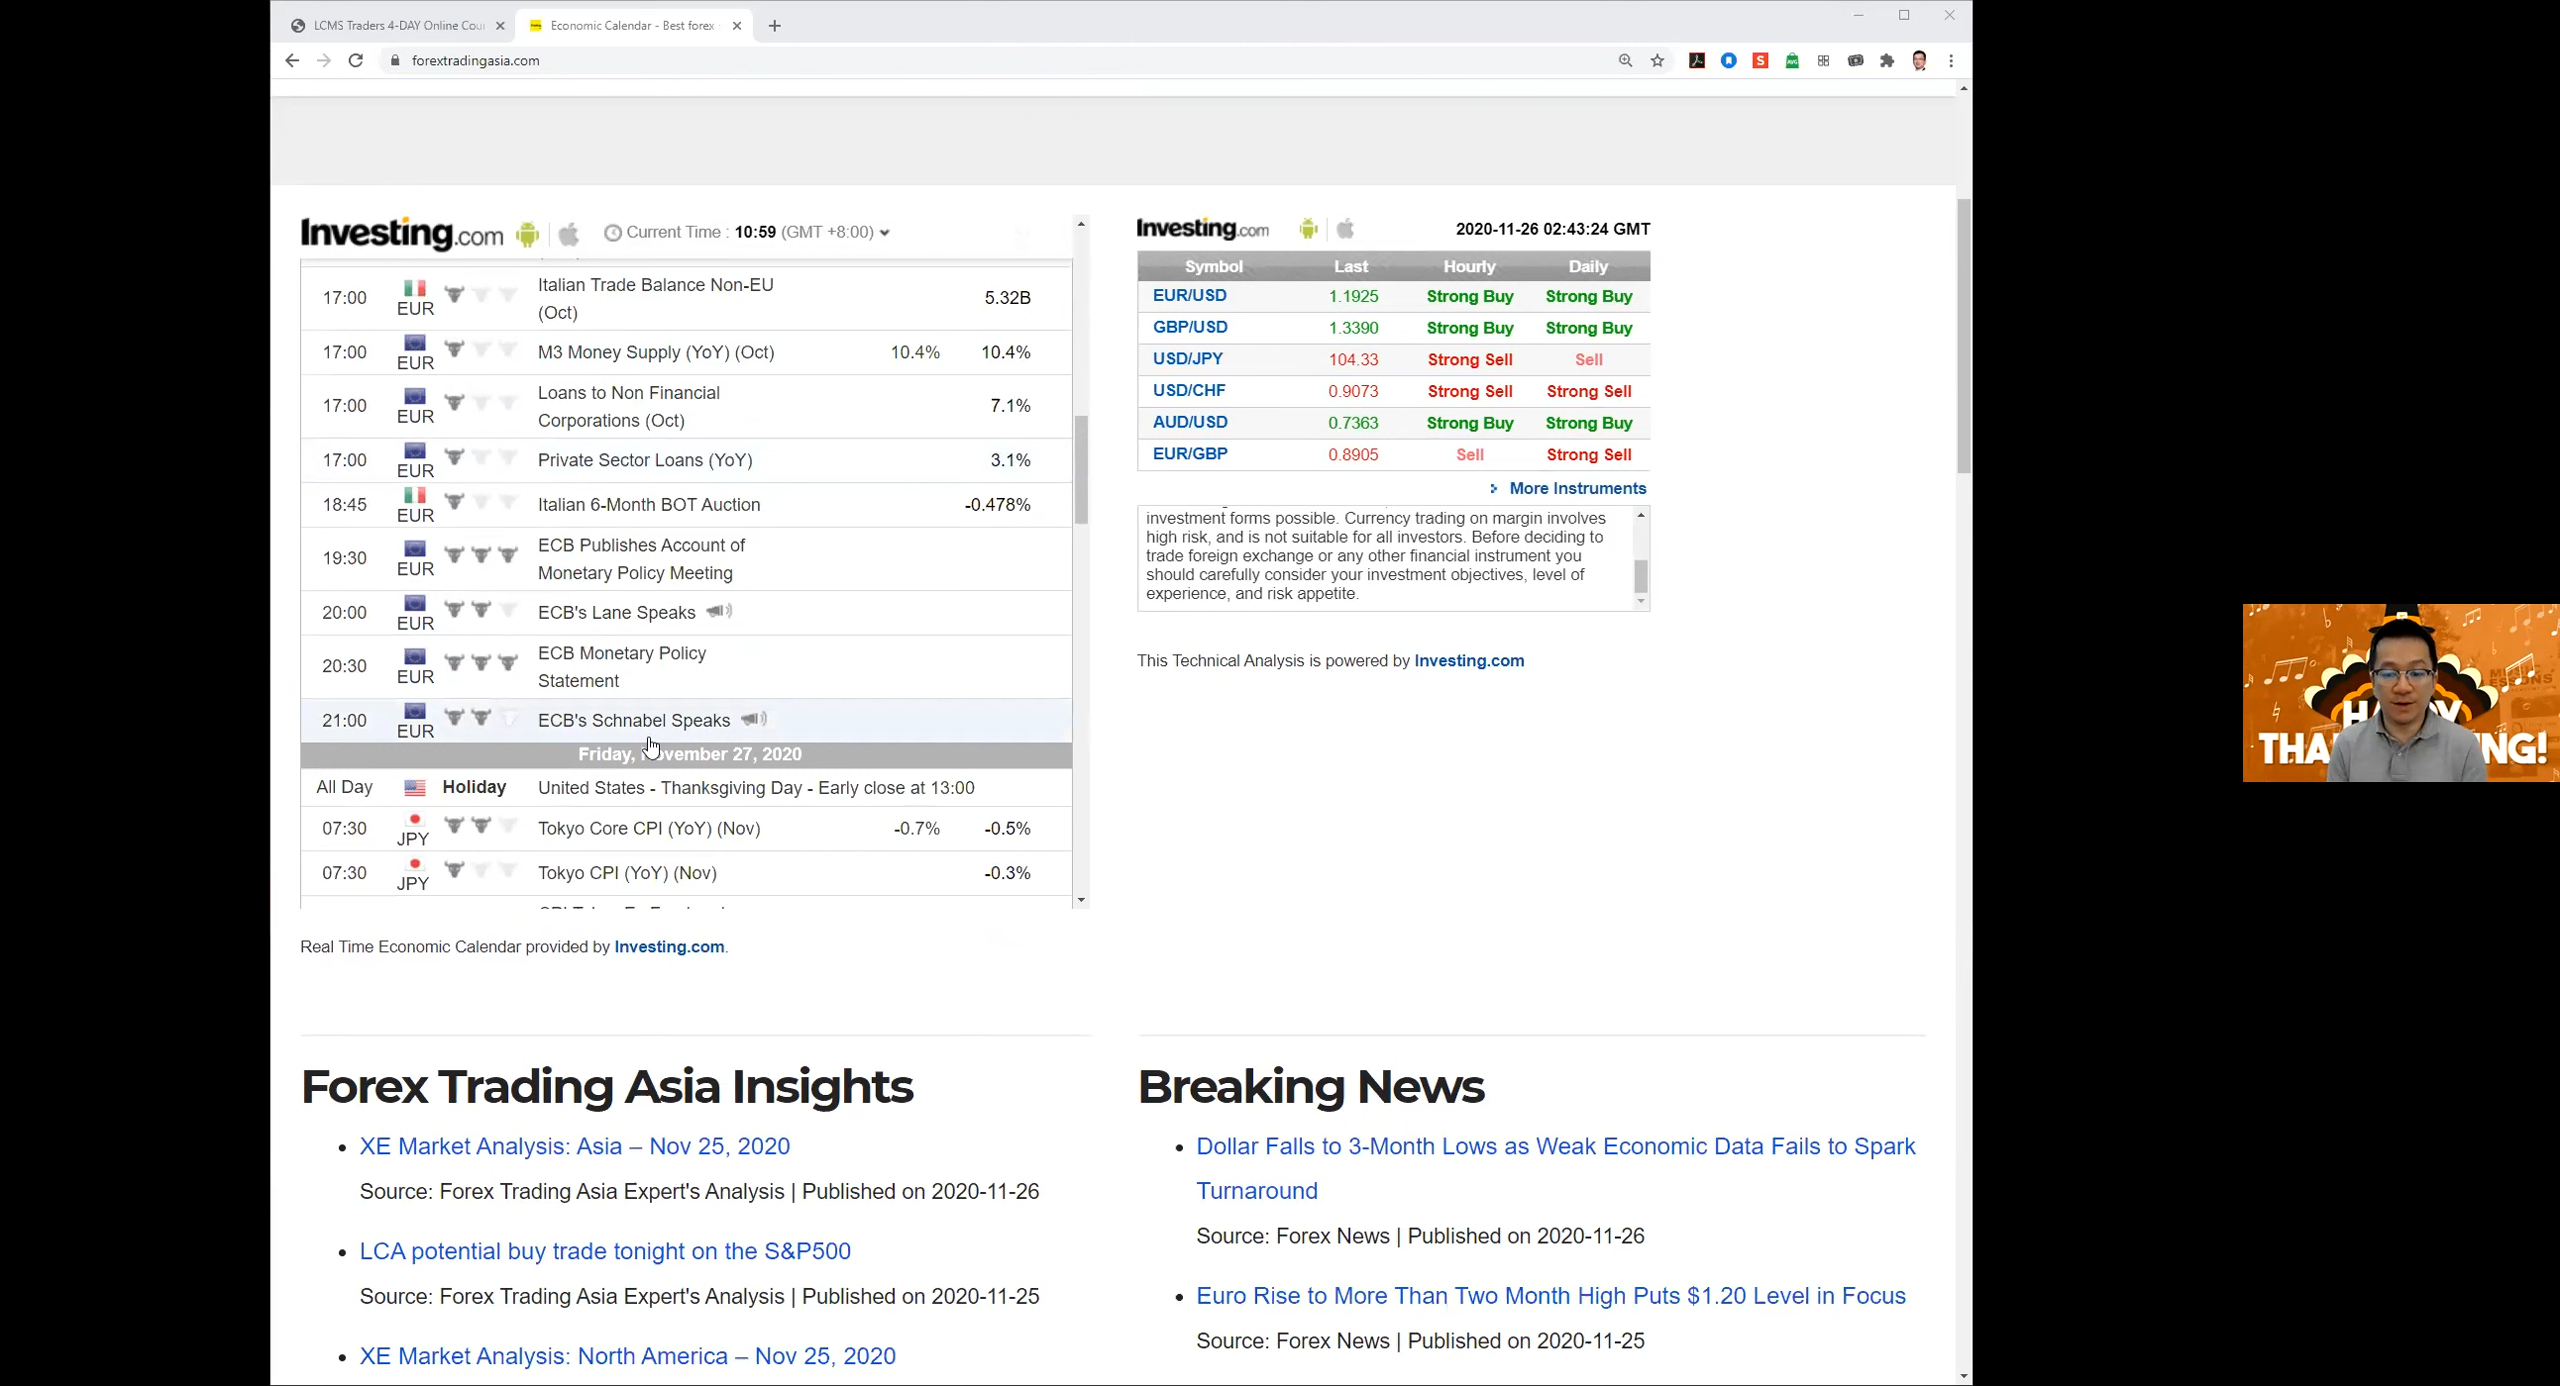 LCMS Traders 4-DAY Online Cou
Economic Calendar - Best forex
forextradingasia.com
Investing.com
Current Time : 10:59 (GMT +8:00)
17:00 EUR Italian Trade Balance Non-EU (Oct) 5.32B
17:00 EUR M3 Money Supply (YoY) (Oct) 10.4% 10.4%
17:00 EUR Loans to Non Financial Corporations (Oct) 7.1%
17:00 EUR Private Sector Loans (YoY) 3.1%
18:45 EUR Italian 6-Month BOT Auction -0.478%
19:30 EUR ECB Publishes Account of Monetary Policy Meeting
20:00 EUR ECB's Lane Speaks
20:30 EUR ECB Monetary Policy Statement
21:00 EUR ECB's Schnabel Speaks
Friday, November 27, 2020
All Day Holiday United States - Thanksgiving Day - Early close at 13:00
07:30 JPY Tokyo Core CPI (YoY) (Nov) -0.7% -0.5%
07:30 JPY Tokyo CPI (YoY) (Nov) -0.3%
Real Time Economic Calendar provided by Investing.com.
Investing.com
2020-11-26 02:43:24 GMT
Symbol Last Hourly Daily
EUR/USD 1.1925 Strong Buy Strong Buy
GBP/USD 1.3390 Strong Buy Strong Buy
USD/JPY 104.33 Strong Sell Sell
USD/CHF 0.9073 Strong Sell Strong Sell
AUD/USD 0.7363 Strong Buy Strong Buy
EUR/GBP 0.8905 Sell Strong Sell
More Instruments
investment forms possible. Currency trading on margin involves
high risk, and is not suitable for all investors. Before deciding to
trade foreign exchange or any other financial instrument you
should carefully consider your investment objectives, level of
experience, and risk appetite.
This Technical Analysis is powered by Investing.com
Forex Trading Asia Insights
XE Market Analysis: Asia – Nov 25, 2020
Source: Forex Trading Asia Expert's Analysis | Published on 2020-11-26
LCA potential buy trade tonight on the S&P500
Source: Forex Trading Asia Expert's Analysis | Published on 2020-11-25
XE Market Analysis: North America – Nov 25, 2020
Breaking News
Dollar Falls to 3-Month Lows as Weak Economic Data Fails to Spark
Turnaround
Source: Forex News | Published on 2020-11-26
Euro Rise to More Than Two Month High Puts $1.20 Level in Focus
Source: Forex News | Published on 2020-11-25